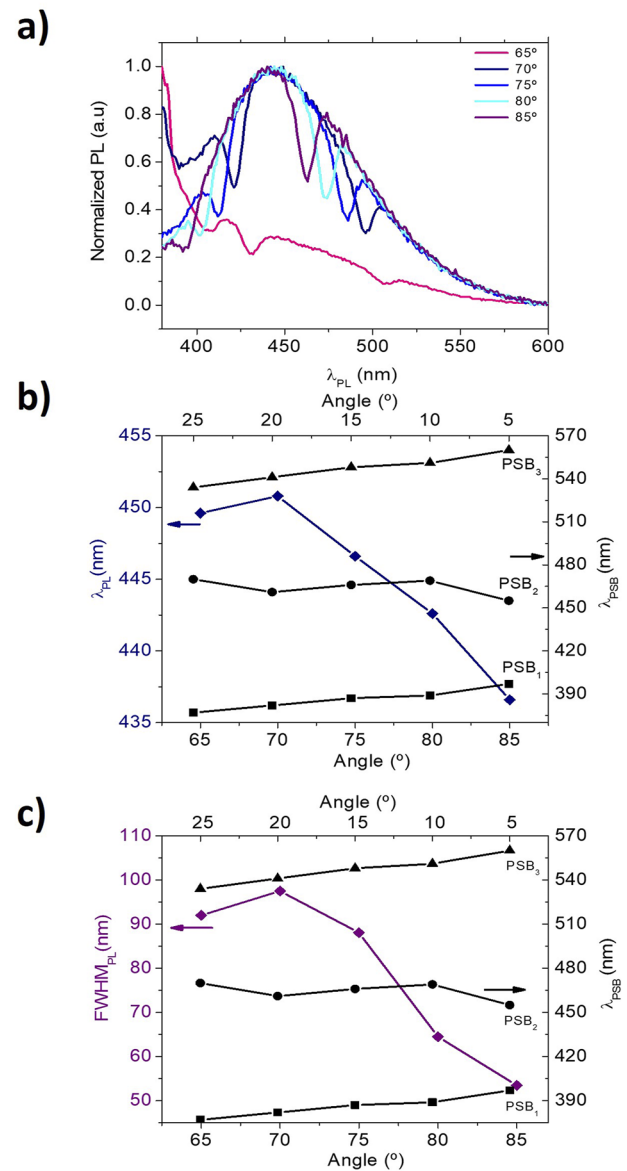 a)
65º
70º
75º
80º
85º
1.0
0.8
0.6
0.4
0.2
0.0
Normalized PL (a.u)
400 450 500 550 600
λPL (nm)
b)
Angle (º)
25 20 15 10 5
455
450
445
440
435
λPL(nm)
570
540
510
480
450
420
390
λPSB (nm)
PSB3
PSB2
PSB1
65 70 75 80 85
Angle (º)
c)
Angle (º)
25 20 15 10 5
110
100
90
80
70
60
50
FWHMPL(nm)
570
540
510
480
450
420
390
λPSB (nm)
PSB3
PSB2
PSB1
65 70 75 80 85
Angle (º)